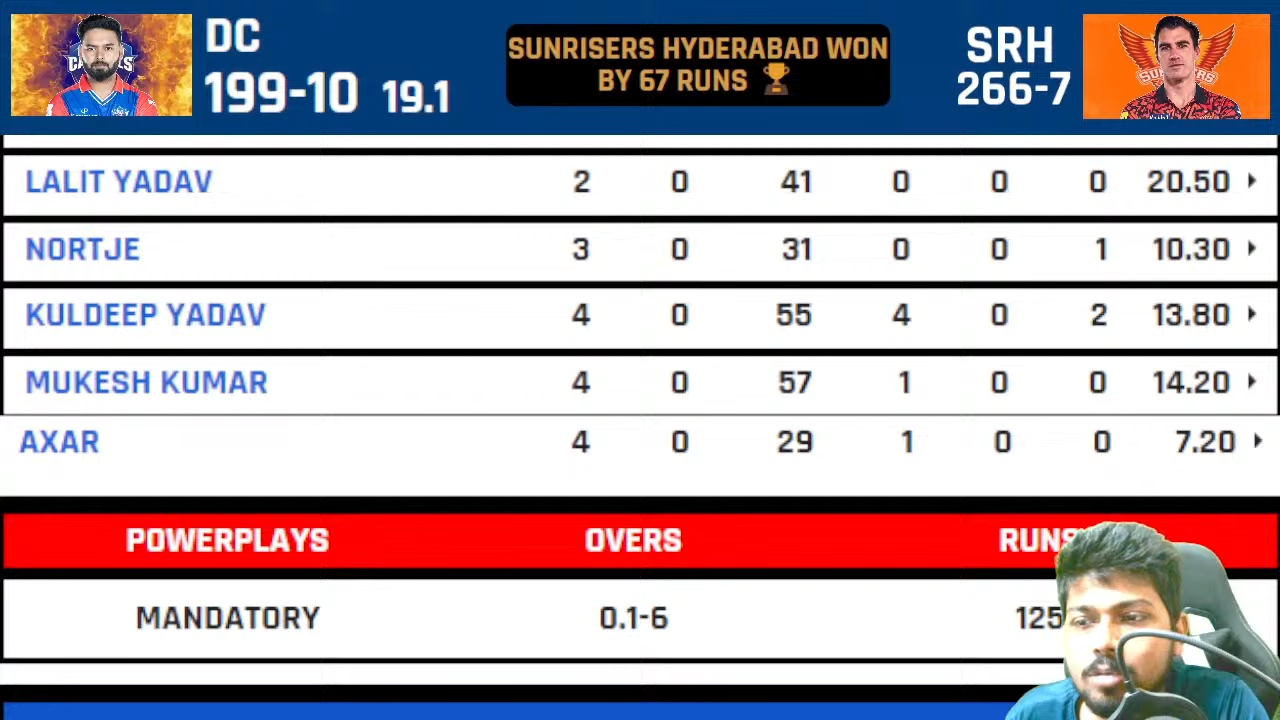 DC
199-10 19.1
SUNRISERS HYDERABAD WON
BY 67 RUNS
SRH
266-7
LALIT YADAV 2 0 41 0 0 0 20.50
NORTJE 3 0 31 0 0 1 10.30
KULDEEP YADAV 4 0 55 4 0 2 13.80
MUKESH KUMAR 4 0 57 1 0 0 14.20
AXAR 4 0 29 1 0 0 7.20
POWERPLAYS OVERS RUNS
MANDATORY 0.1-6 125